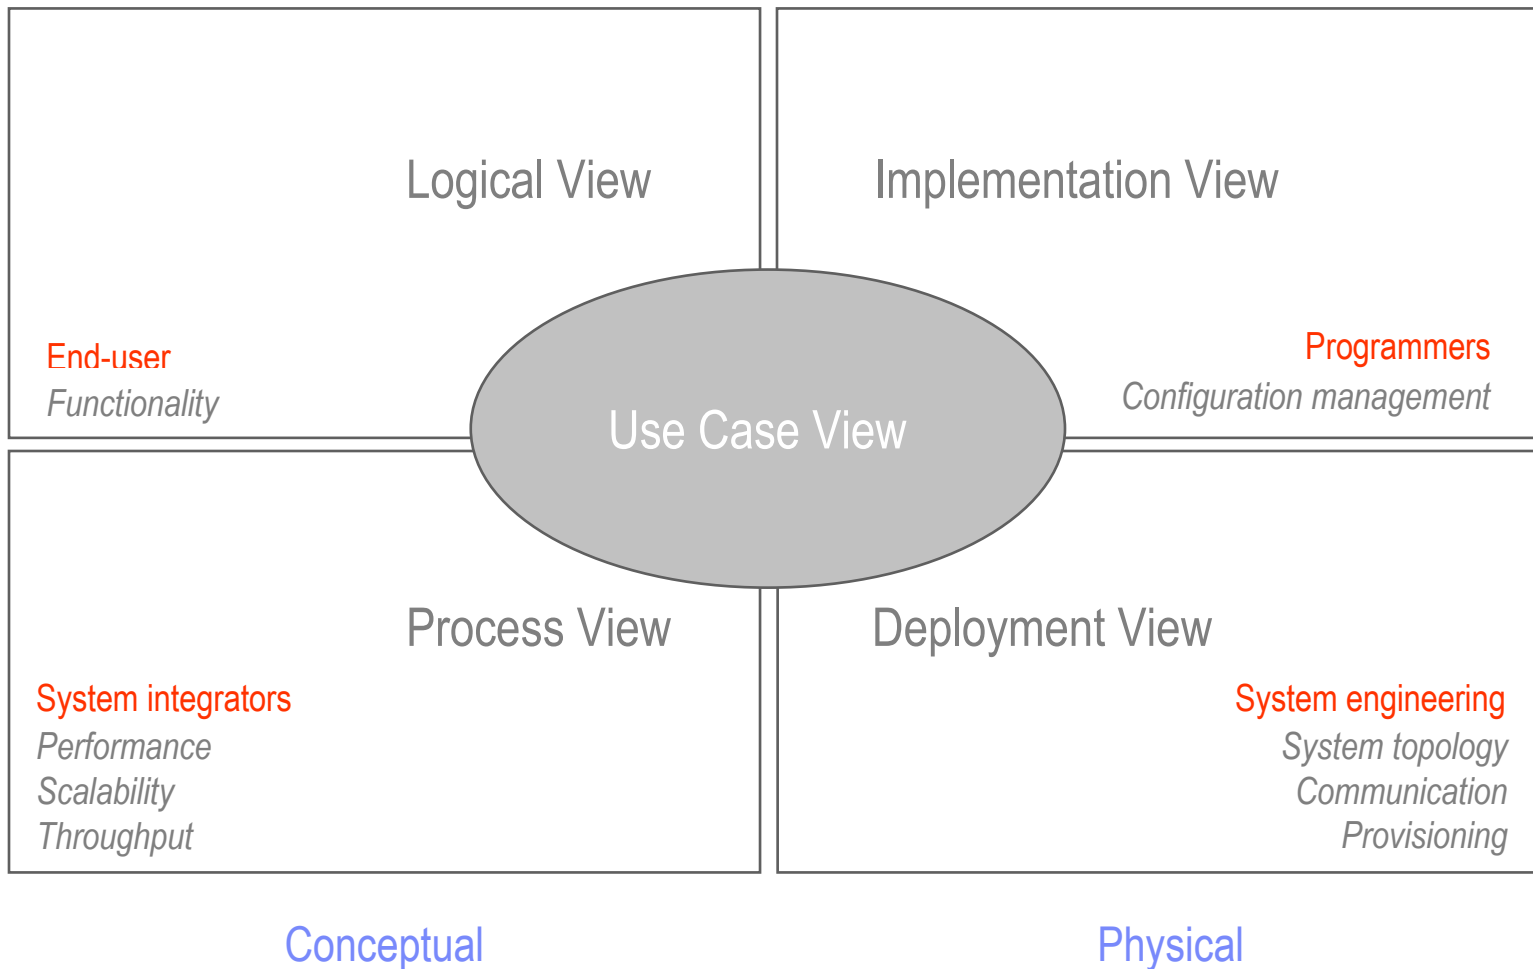 Logical View
Implementation View
End-user
Functionality
Programmers
Configuration management
Use Case View
Process View
Deployment View
System integrators
Performance
Scalability
Throughput
System engineering
System topology
Communication
Provisioning
Conceptual
Physical